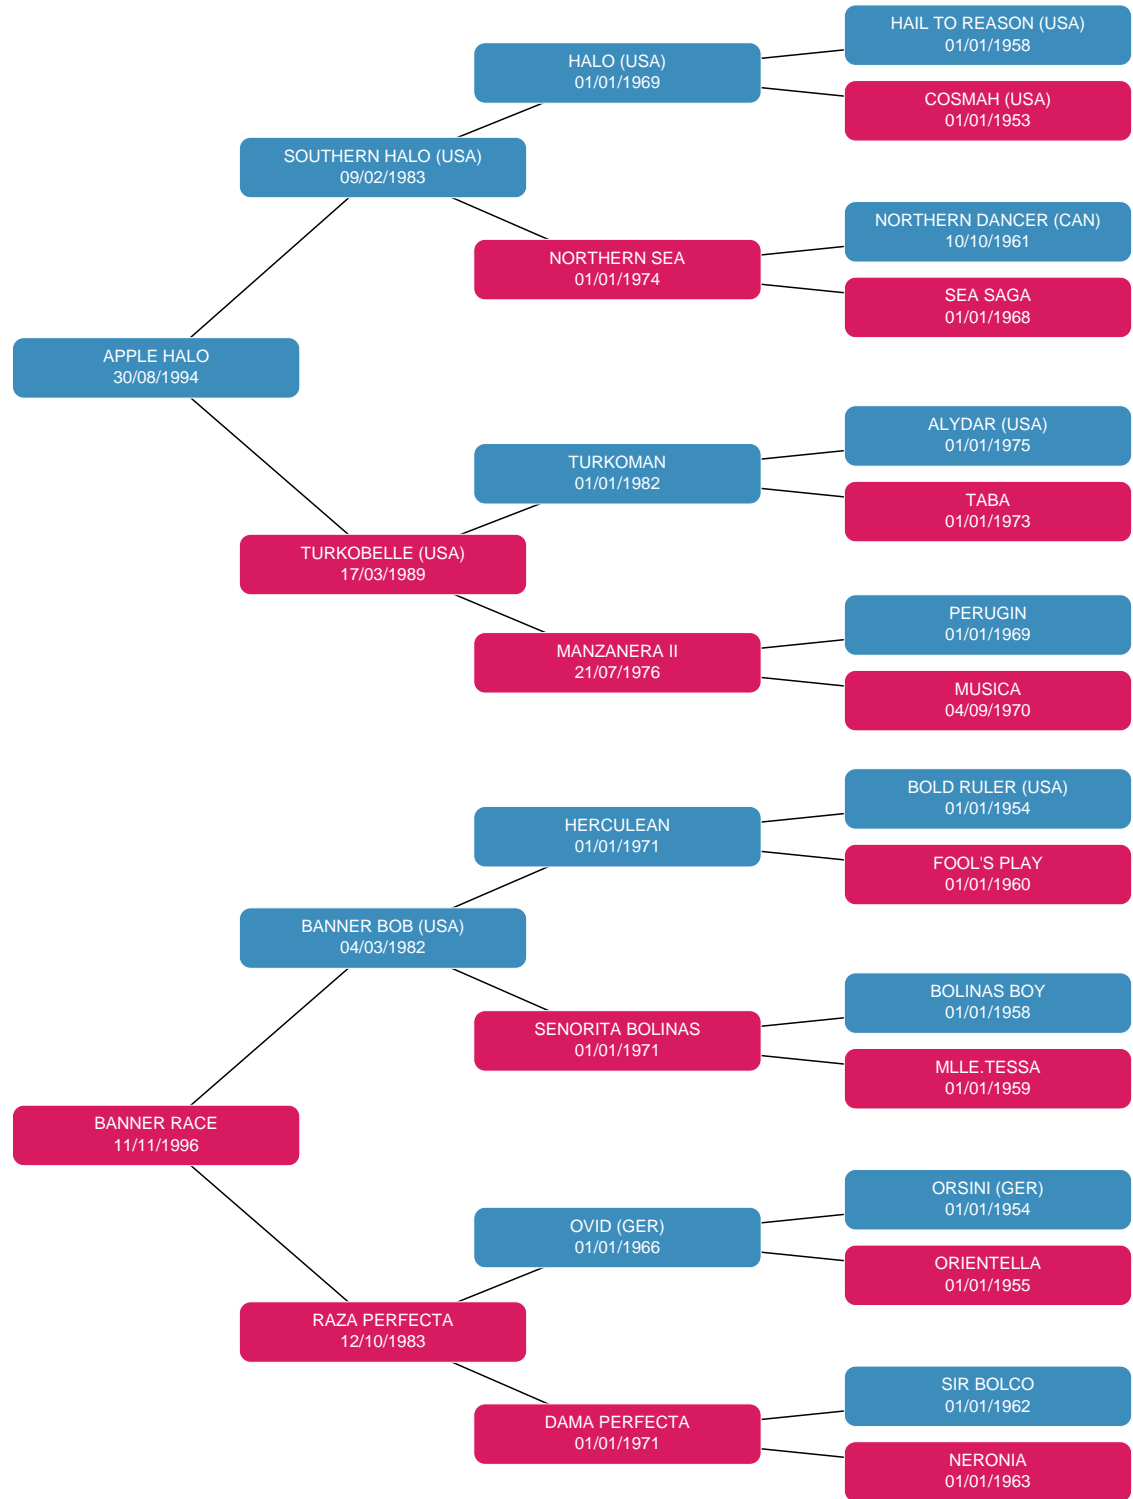 HAIL TO REASON (USA)
01/01/1958
HALO (USA)
01/01/1969
COSMAH (USA)
01/01/1953
SOUTHERN HALO (USA)
09/02/1983
NORTHERN DANCER (CAN)
10/10/1961
NORTHERN SEA
01/01/1974
SEA SAGA
01/01/1968
APPLE HALO
30/08/1994
ALYDAR (USA)
01/01/1975
TURKOMAN
01/01/1982
TABA
01/01/1973
TURKOBELLE (USA)
17/03/1989
PERUGIN
01/01/1969
MANZANERA II
21/07/1976
MUSICA
04/09/1970
BOLD RULER (USA)
01/01/1954
HERCULEAN
01/01/1971
FOOL'S PLAY
01/01/1960
BANNER BOB (USA)
04/03/1982
BOLINAS BOY
01/01/1958
SENORITA BOLINAS
01/01/1971
MLLE.TESSA
01/01/1959
BANNER RACE
11/11/1996
ORSINI (GER)
01/01/1954
OVID (GER)
01/01/1966
ORIENTELLA
01/01/1955
RAZA PERFECTA
12/10/1983
SIR BOLCO
01/01/1962
DAMA PERFECTA
01/01/1971
NERONIA
01/01/1963